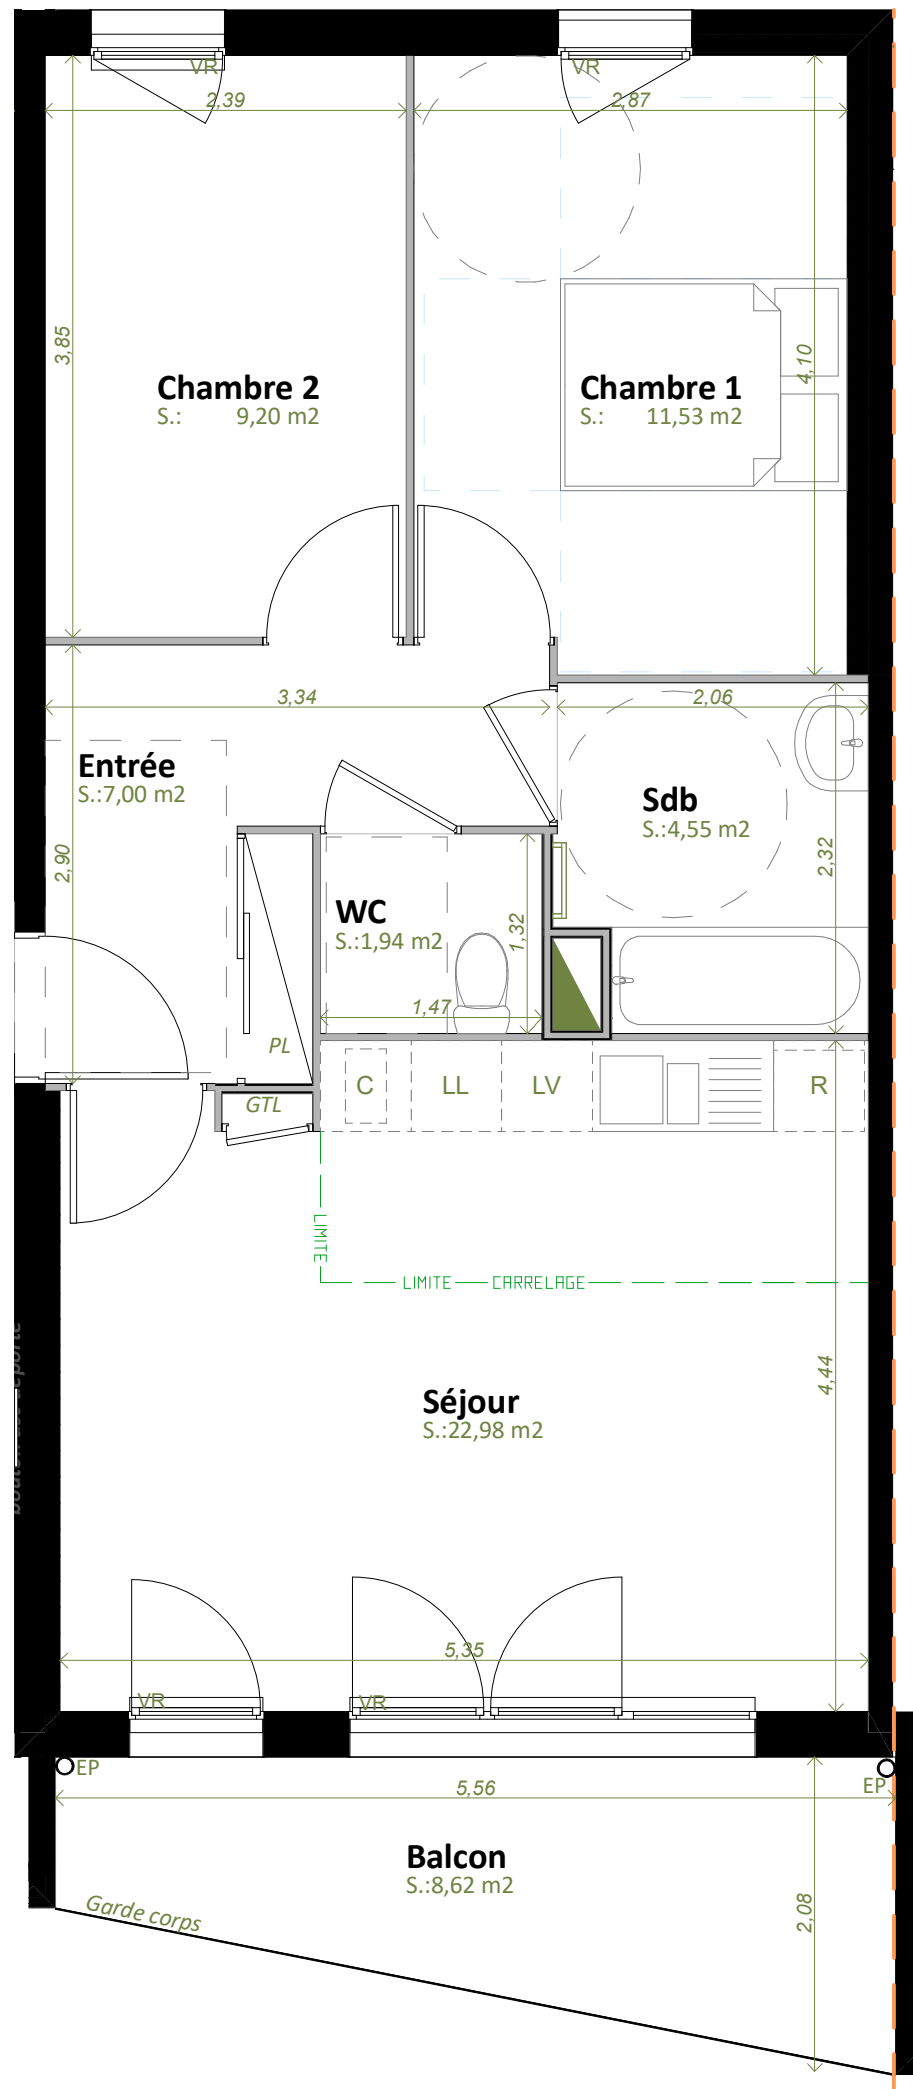 VR
VR
2,39
2,87
3,85
4,10
Chambre 2
S.: 9,20 m2
Chambre 1
S.: 11,53 m2
3,34
2,06
Entrée
S.:7,00 m2
Sdb
S.:4,55 m2
2,90
2,32
WC
S.:1,94 m2
1,32
1,47
PL
GTL
C
LL
LV
R
LIMITE
LIMITE
CARRELAGE
4,44
Séjour
S.:22,98 m2
5,35
VR
VR
EP
EP
5,56
Balcon
S.:8,62 m2
Garde corps
2,08